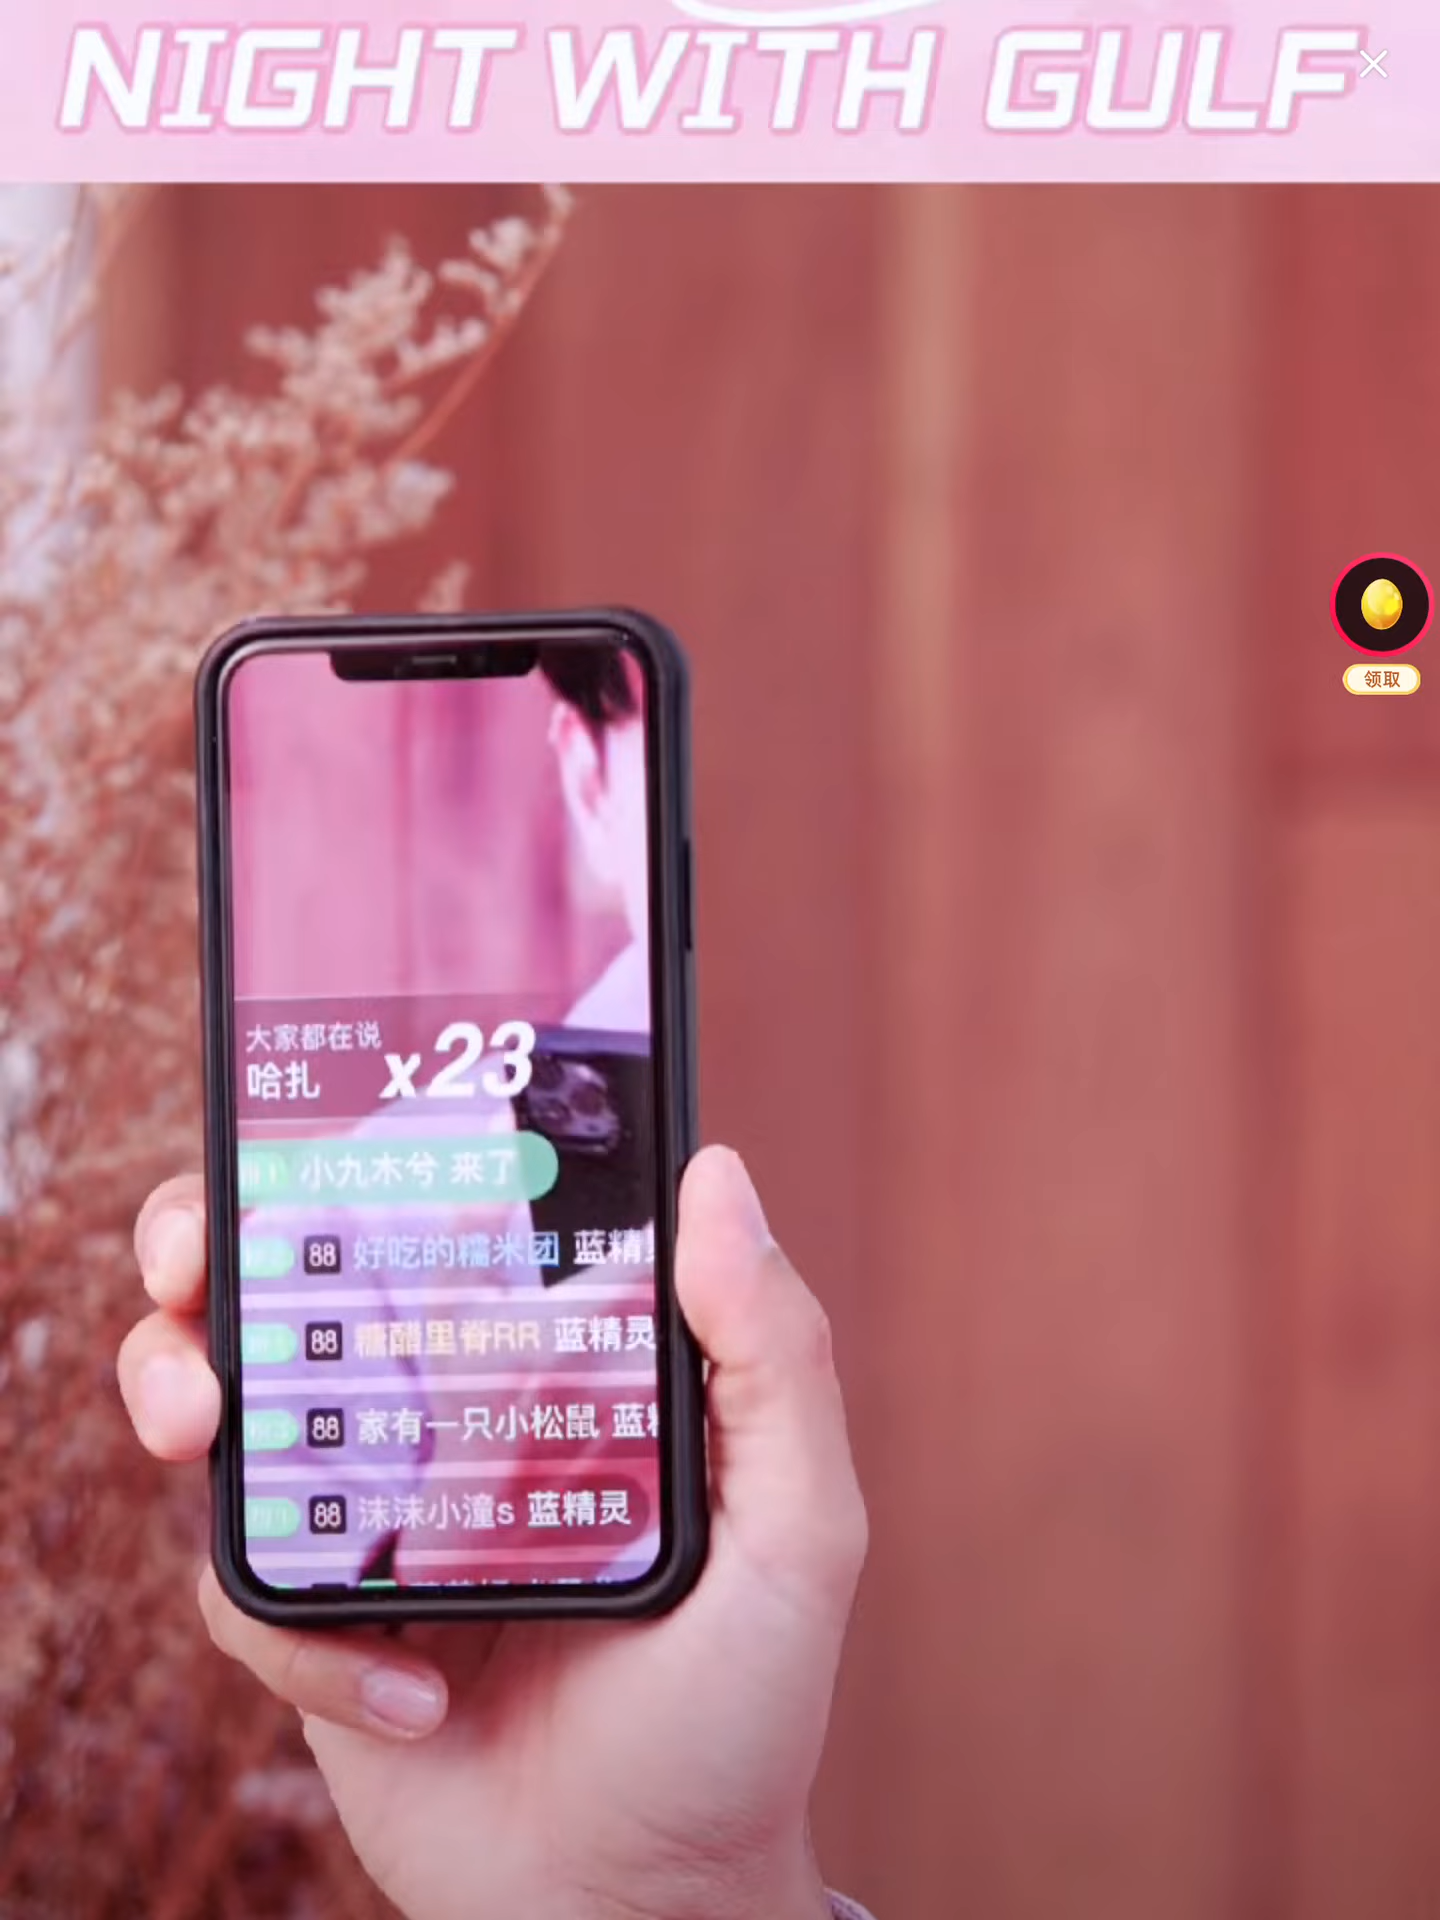 NIGHT WITH GULF
领取
大家都在说
哈扎 x23
小九木兮 来了
88 好吃的糯米团 蓝精
88 糖醋里脊RR 蓝精灵
88 家有一只小松鼠 蓝
88 沫沫小潼s 蓝精灵